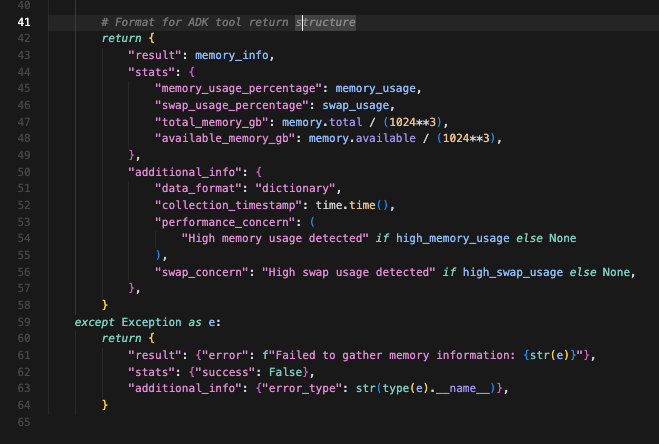 40
41 # Format for ADK tool return structure
42 return {
43 "result": memory_info,
44 "stats": {
45 "memory_usage_percentage": memory_usage,
46 "swap_usage_percentage": swap_usage,
47 "total_memory_gb": memory.total / (1024**3),
48 "available_memory_gb": memory.available / (1024**3),
49 },
50 "additional_info": {
51 "data_format": "dictionary",
52 "collection_timestamp": time.time(),
53 "performance_concern": (
54 "High memory usage detected" if high_memory_usage else None
55 ),
56 "swap_concern": "High swap usage detected" if high_swap_usage else None,
57 },
58 }
59 except Exception as e:
60 return {
61 "result": {"error": f"Failed to gather memory information: {str(e)}"},
62 "stats": {"success": False},
63 "additional_info": {"error_type": str(type(e).__name__)},
64 }
65